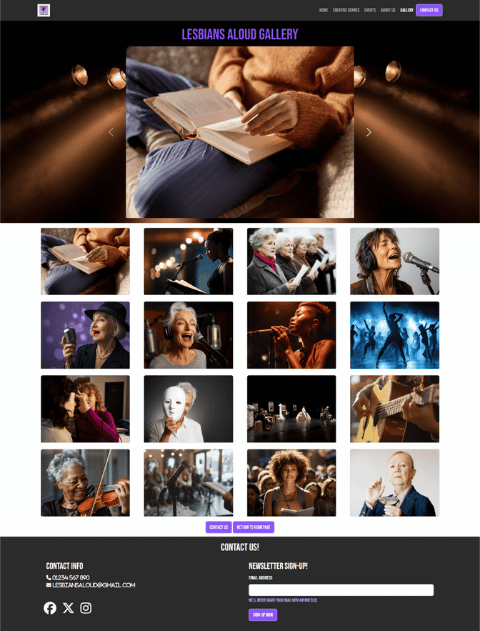 HOME CREATIVE GENRES EVENTS ABOUT US GALLERY CONTACT US
LESBIANS ALOUD GALLERY
CONTACT US RETURN TO HOMEPAGE
CONTACT US!
CONTACT INFO
01234 567 890
LESBIANSALOUD@GMAIL.COM
NEWSLETTER SIGN-UP!
EMAIL ADDRESS
WE'LL NEVER SHARE YOUR EMAIL WITH ANYONE ELSE.
SIGN UP NOW